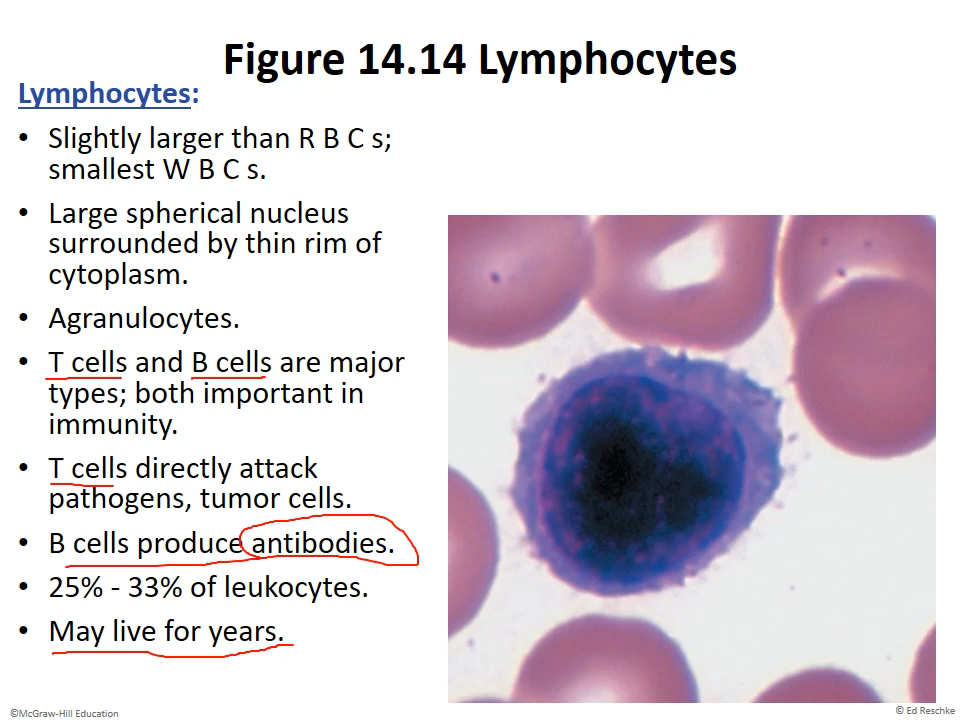 Figure 14.14 Lymphocytes
Lymphocytes:
• Slightly larger than R B C s;
smallest W B C s.
• Large spherical nucleus
surrounded by thin rim of
cytoplasm.
• Agranulocytes.
• T cells and B cells are major
types; both important in
immunity.
• T cells directly attack
pathogens, tumor cells.
• B cells produce antibodies.
• 25% - 33% of leukocytes.
• May live for years.
©McGraw-Hill Education
© Ed Reschke